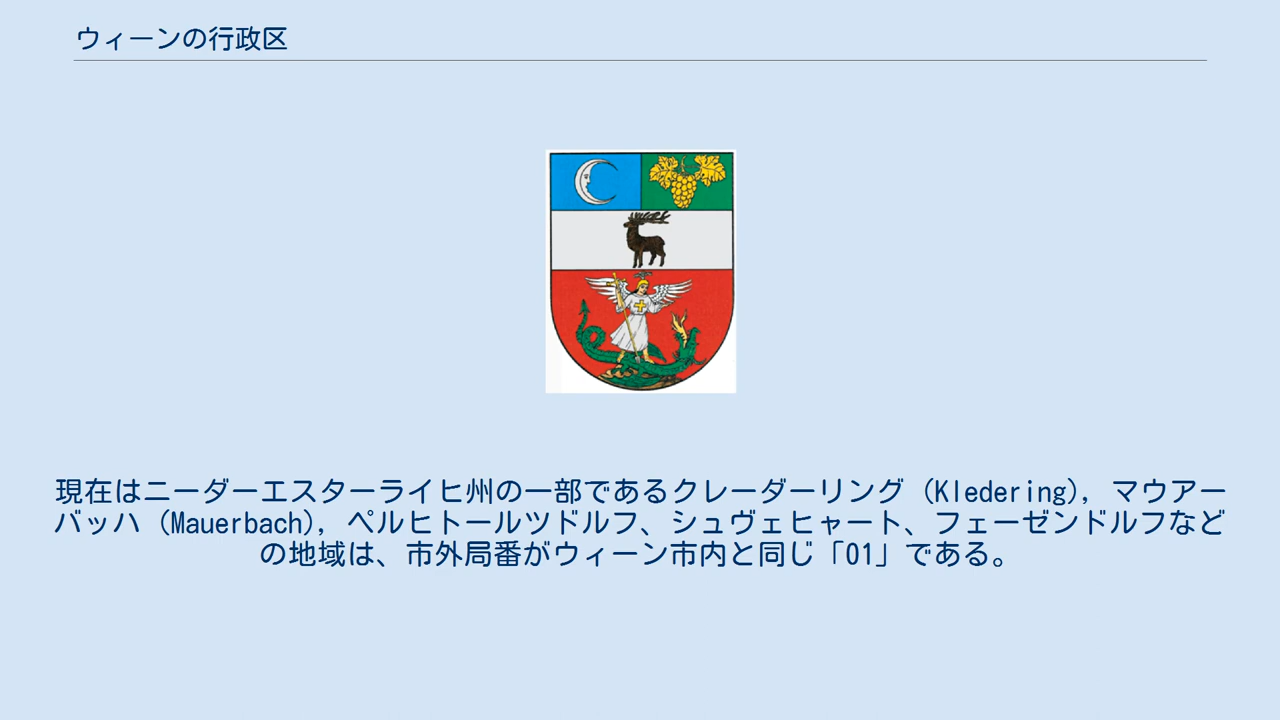 ウィーンの行政区
現在はニーダーエスターライヒ州の一部であるクレーダーリング (Kledering), マウアー
バッハ (Mauerbach), ペルヒトールツドルフ、シュヴェヒャート、フェーゼンドルフなど
の地域は、市外局番がウィーン市内と同じ「01」である。